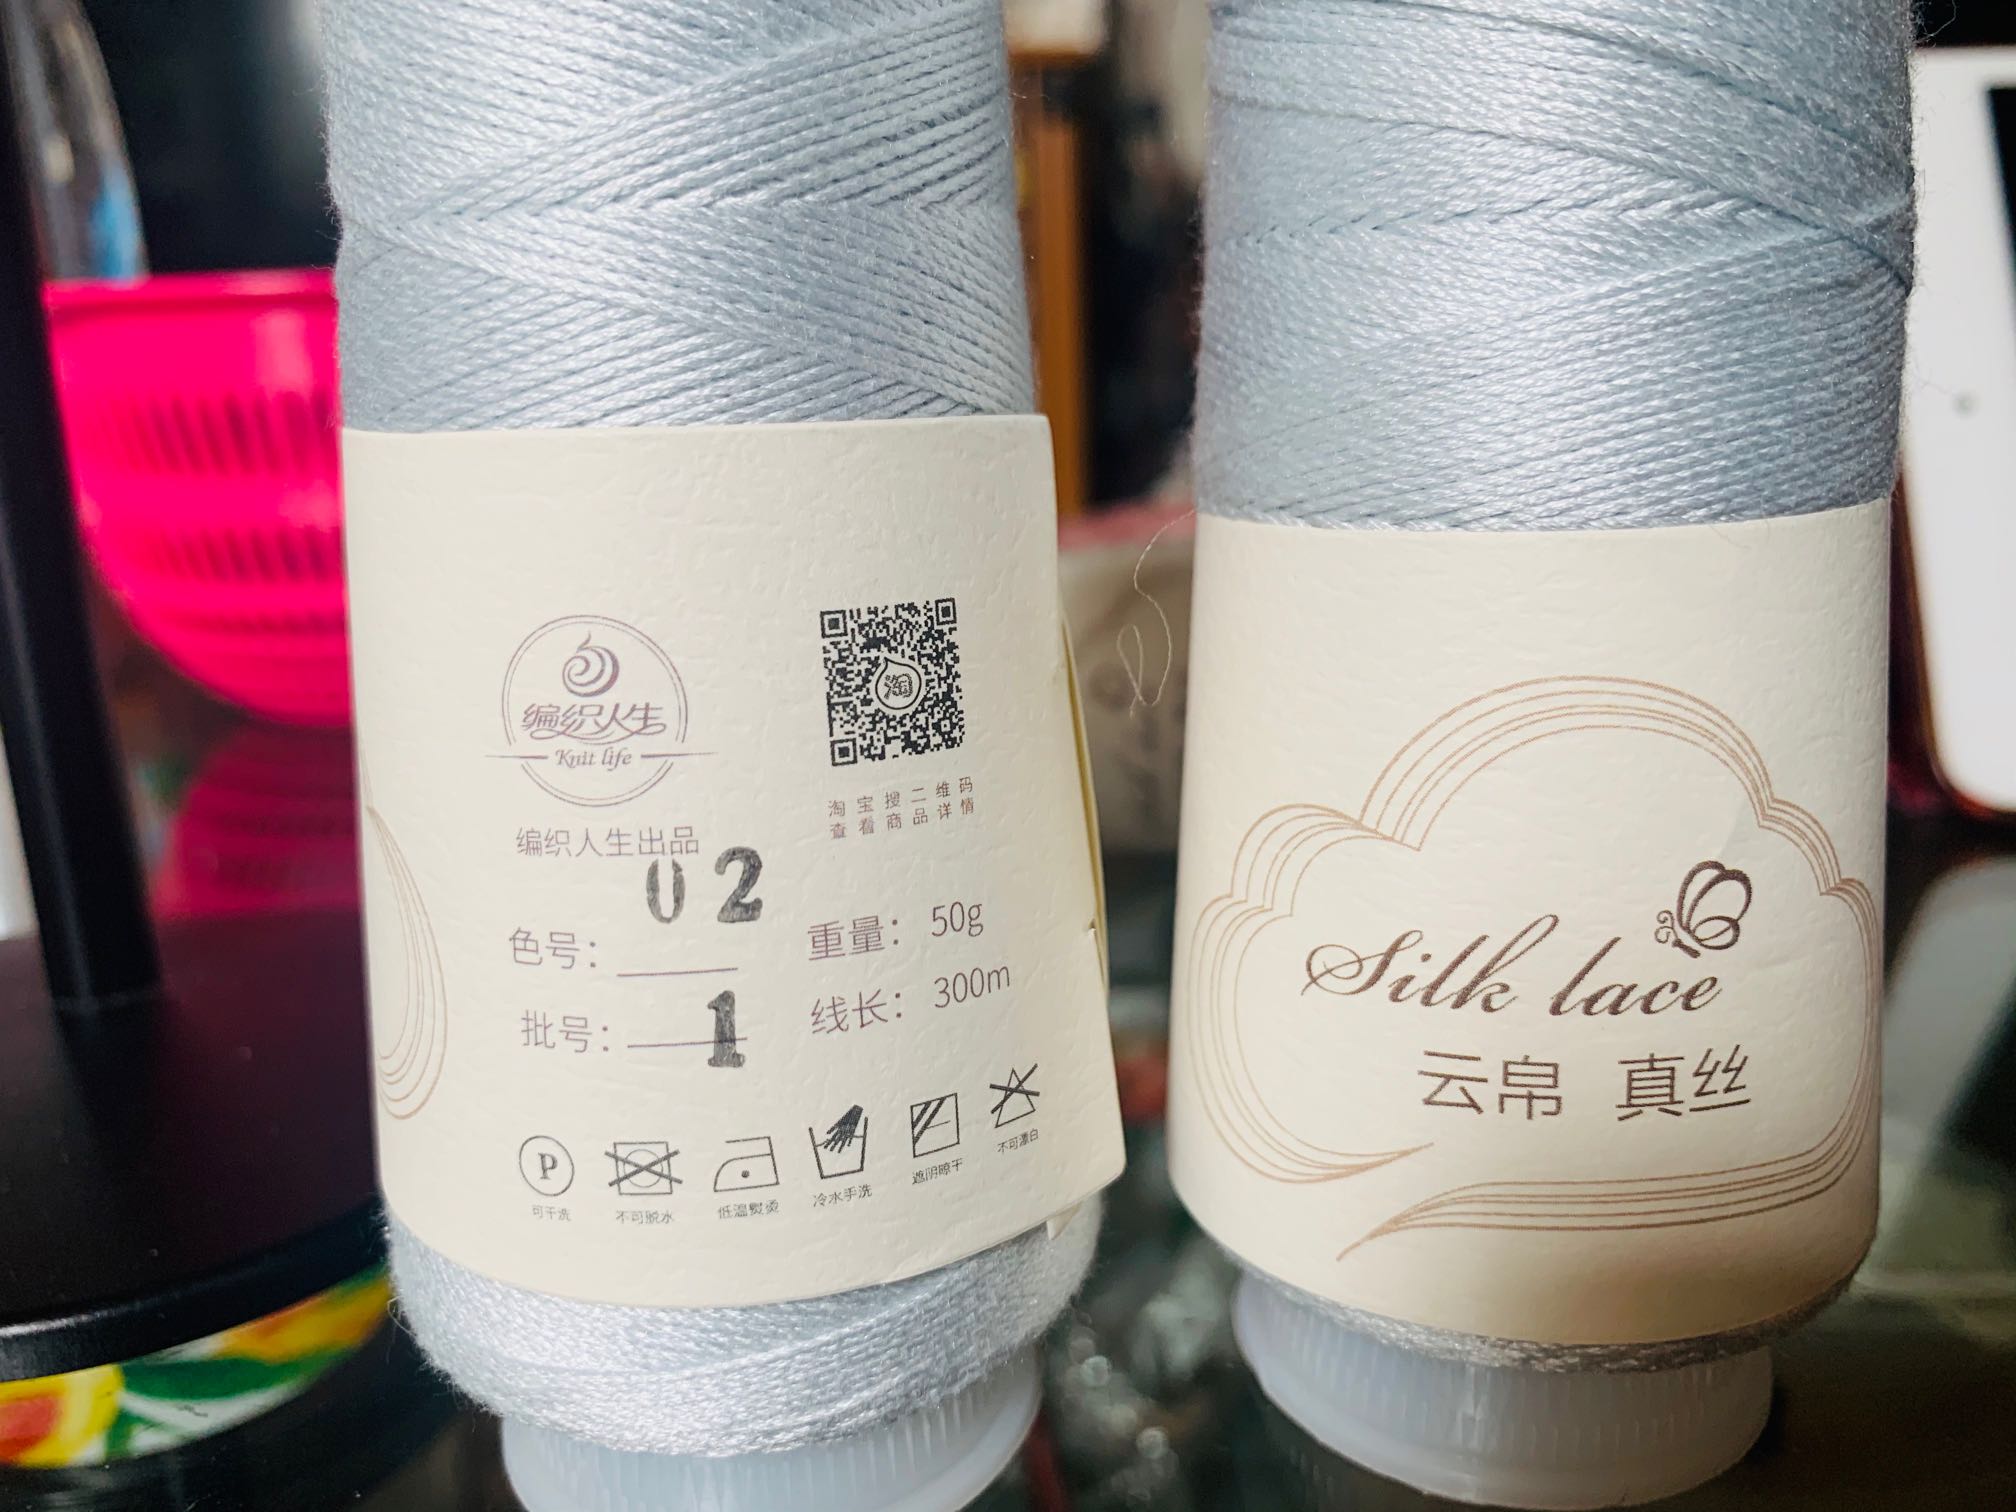 编织人生
Knit life
淘
淘宝搜二维码
查看商品详情
编织人生出品
02
色号:
重量: 50g
批号: 1
线长: 300m
P
可干洗
不可脱水
低温熨烫
冷水手洗
遮阴晾干
不可漂白
Silk lace
云帛 真丝